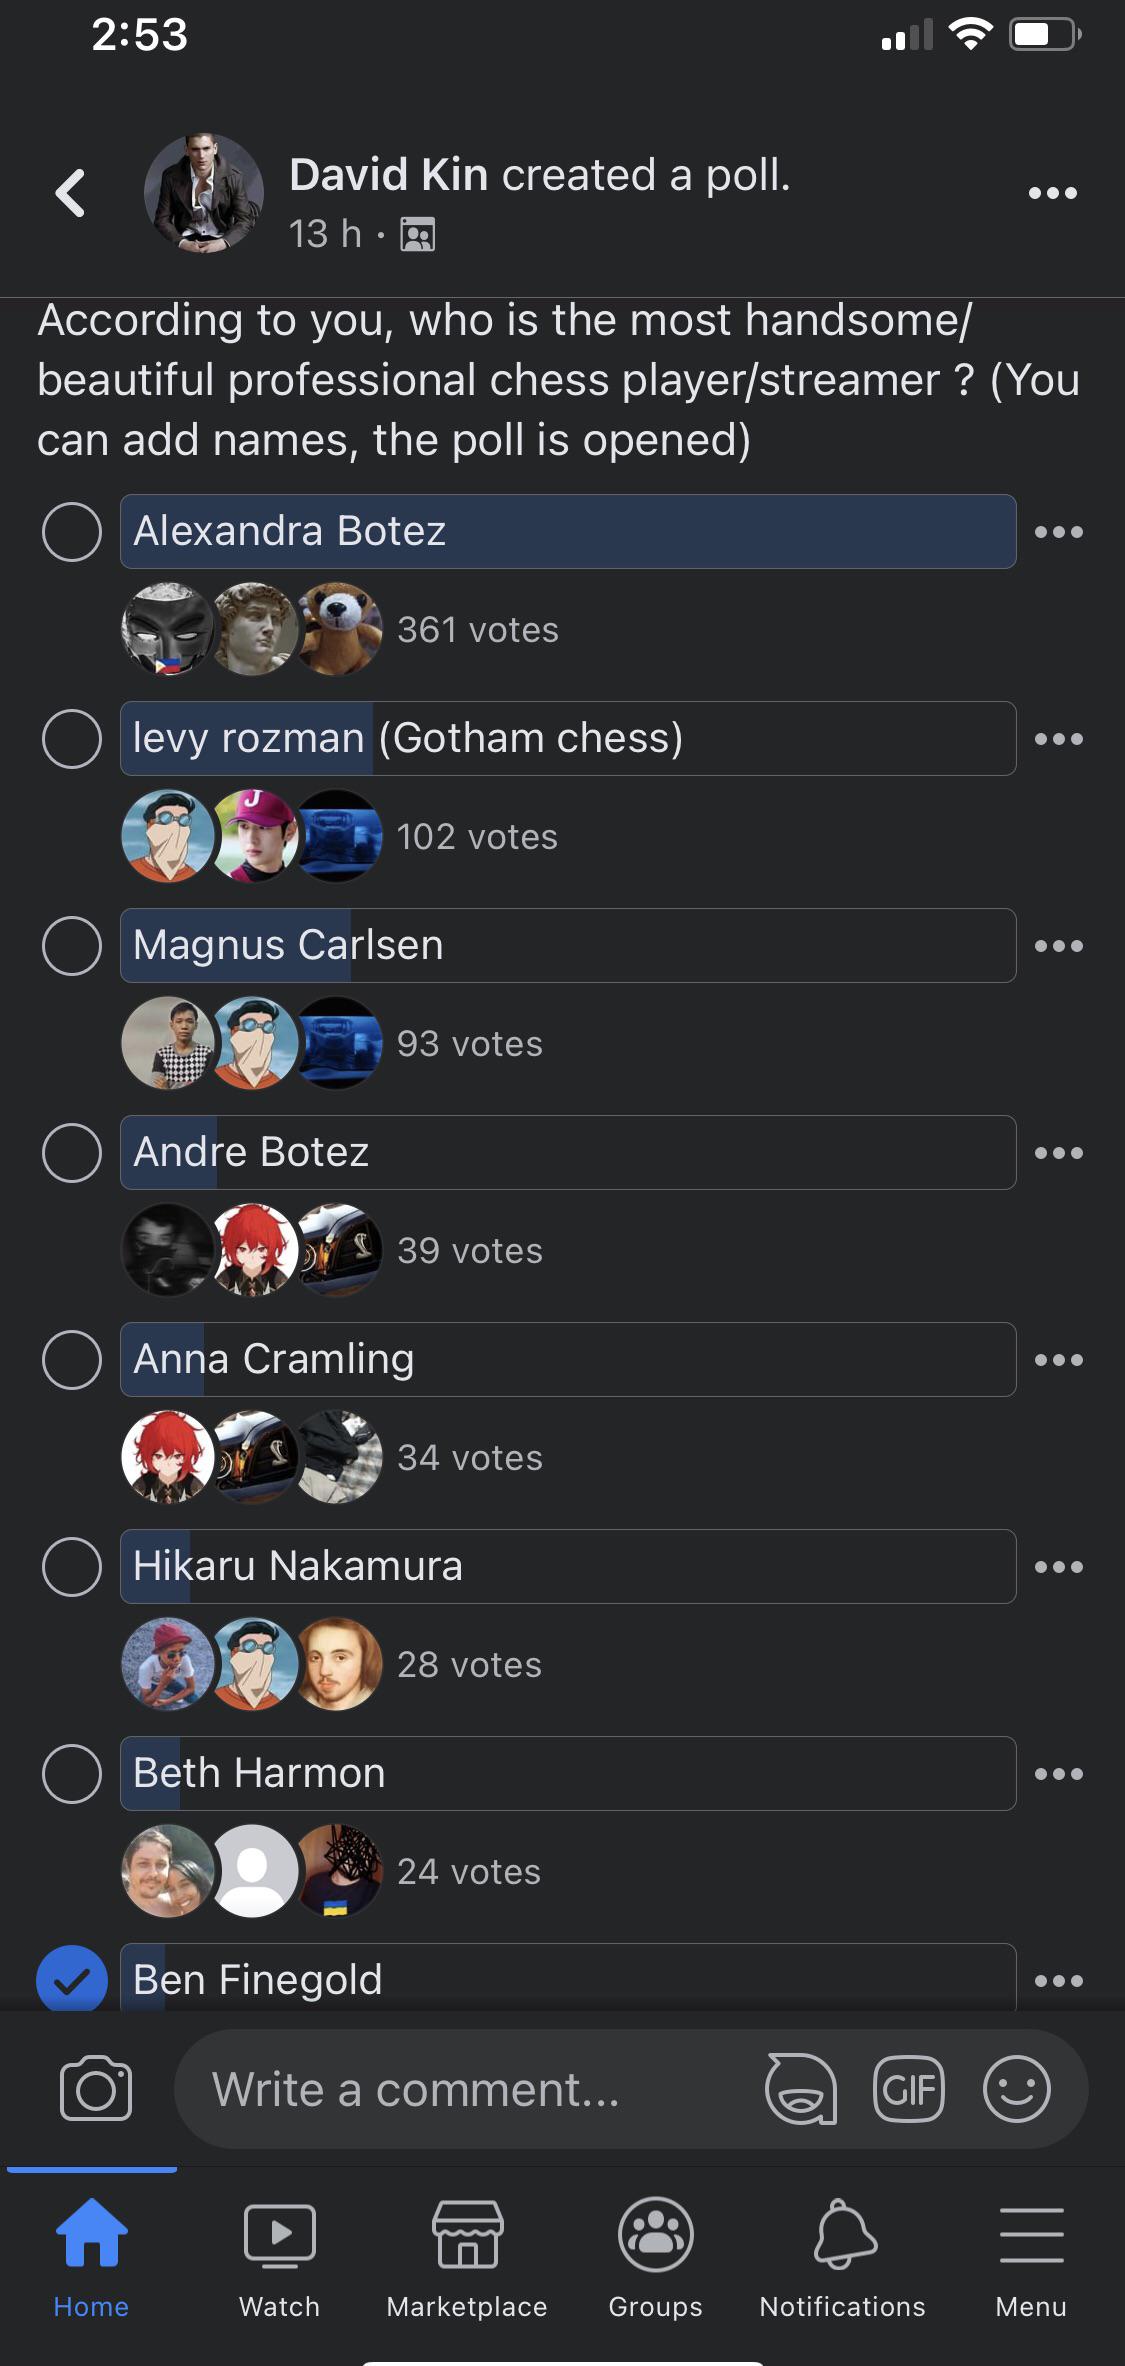 2:53
David Kin created a poll.
13 h ·
According to you, who is the most handsome/
beautiful professional chess player/streamer ? (You
can add names, the poll is opened)
Alexandra Botez
361 votes
levy rozman (Gotham chess)
102 votes
Magnus Carlsen
93 votes
Andre Botez
39 votes
Anna Cramling
34 votes
Hikaru Nakamura
28 votes
Beth Harmon
24 votes
Ben Finegold
Write a comment...
GIF
Home Watch Marketplace Groups Notifications Menu